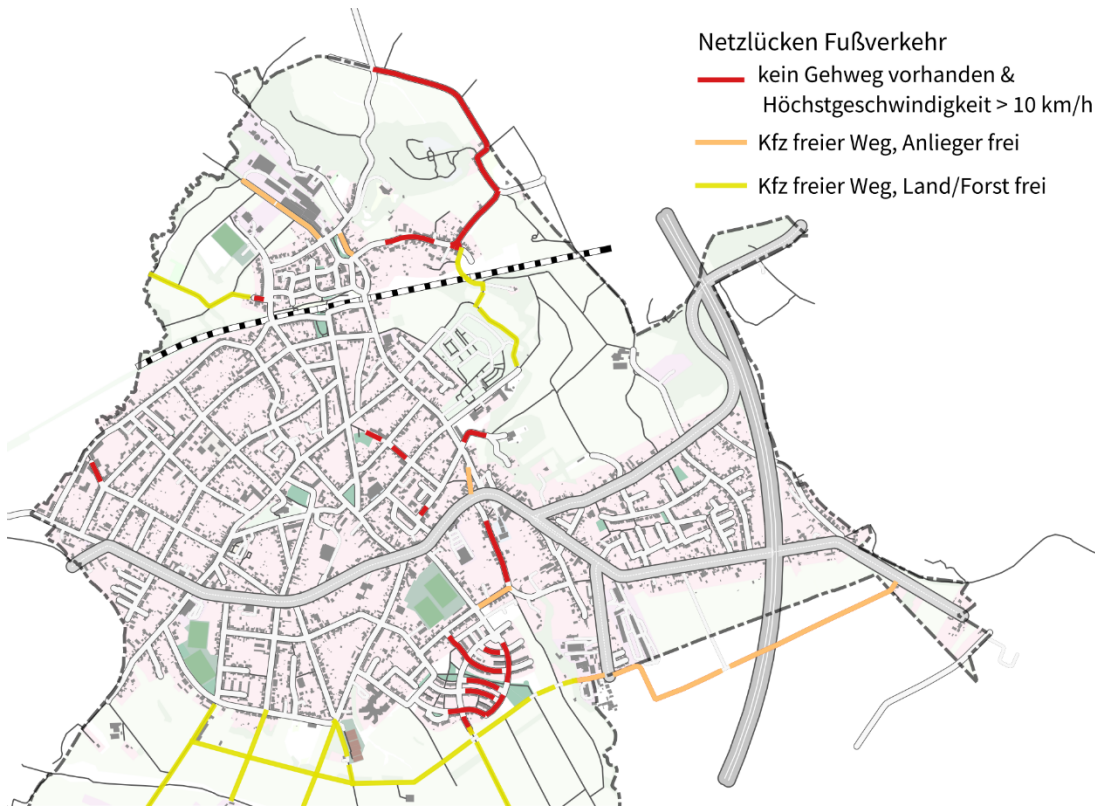 Netzlücken Fußverkehr
kein Gehweg vorhanden &
Höchstgeschwindigkeit > 10 km/h
Kfz freier Weg, Anlieger frei
Kfz freier Weg, Land/Forst frei